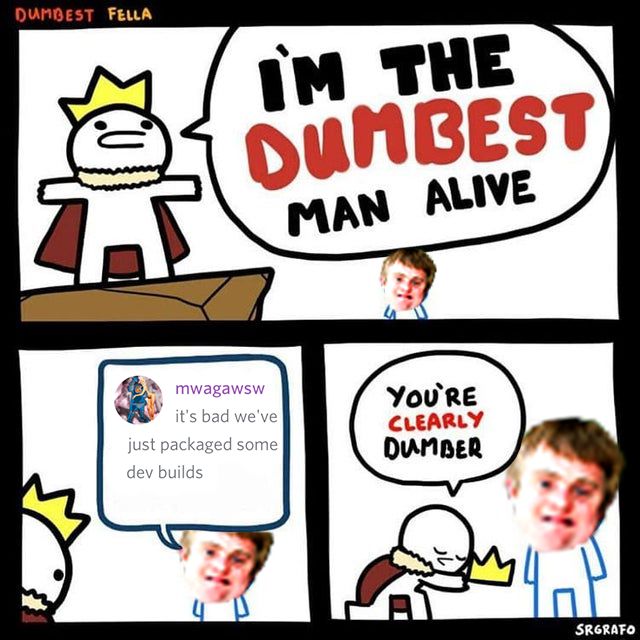 DUMBEST FELLA
I'M THE
DUMBEST
MAN ALIVE
mwagawsw
it's bad we've
just packaged some
dev builds
YOU'RE
CLEARLY
DUMBER
SRGRAFO